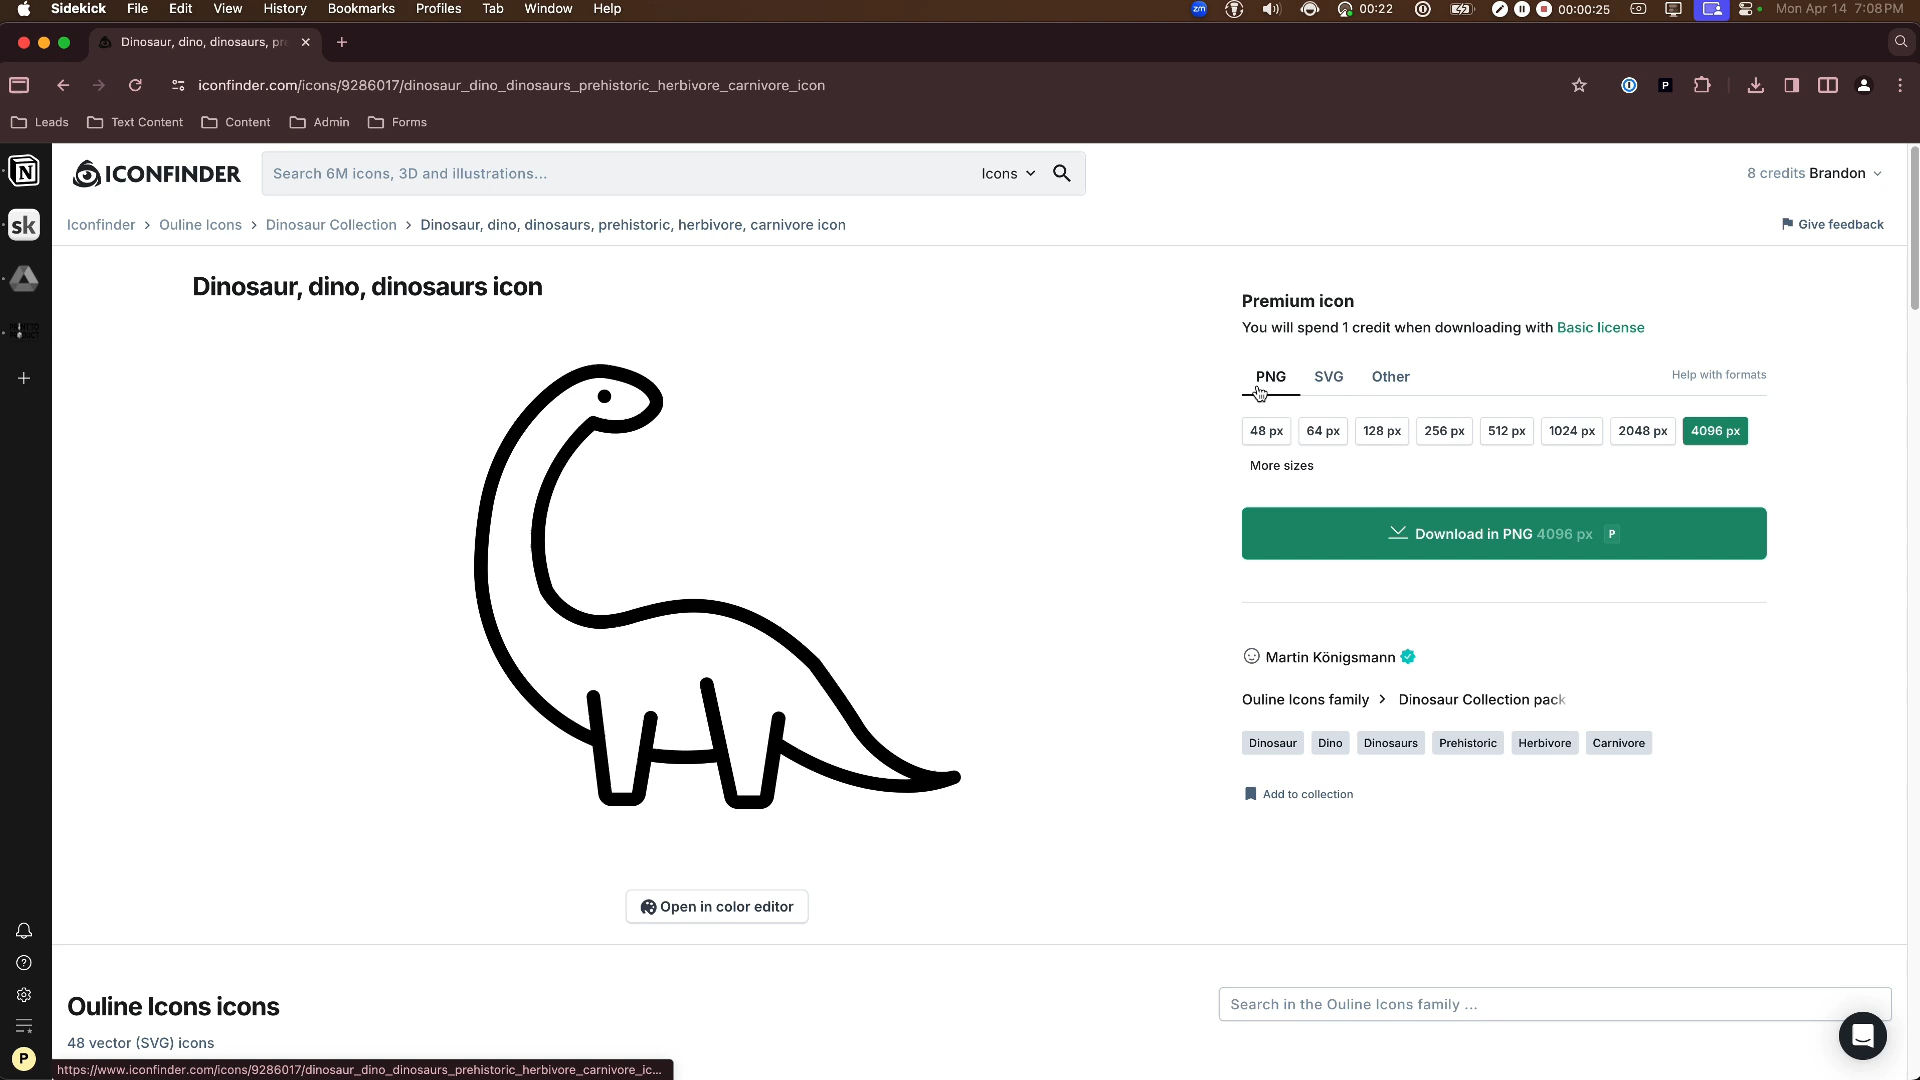 Sidekick File Edit View History Bookmarks Profiles Tab Window Help zm 00:22 00:00:25 Mon Apr 14 7:08 PM
Dinosaur, dino, dinosaurs, pr
iconfinder.com/icons/9286017/dinosaur_dino_dinosaurs_prehistoric_herbivore_carnivore_icon P
Leads Text Content Content Admin Forms
N
ICONFINDER Search 6M icons, 3D and illustrations... Icons 8 credits Brandon
sk
Iconfinder > Ouline Icons > Dinosaur Collection > Dinosaur, dino, dinosaurs, prehistoric, herbivore, carnivore icon Give feedback
Dinosaur, dino, dinosaurs icon
Premium icon
You will spend 1 credit when downloading with Basic license
PNG SVG Other Help with formats
48 px 64 px 128 px 256 px 512 px 1024 px 2048 px 4096 px
More sizes
Download in PNG 4096 px P
Martin Königsmann
Ouline Icons family > Dinosaur Collection pack
Dinosaur Dino Dinosaurs Prehistoric Herbivore Carnivore
Add to collection
Open in color editor
Ouline Icons icons
Search in the Ouline Icons family ...
48 vector (SVG) icons
P
https://www.iconfinder.com/icons/9286017/dinosaur_dino_dinosaurs_prehistoric_herbivore_carnivore_ic...